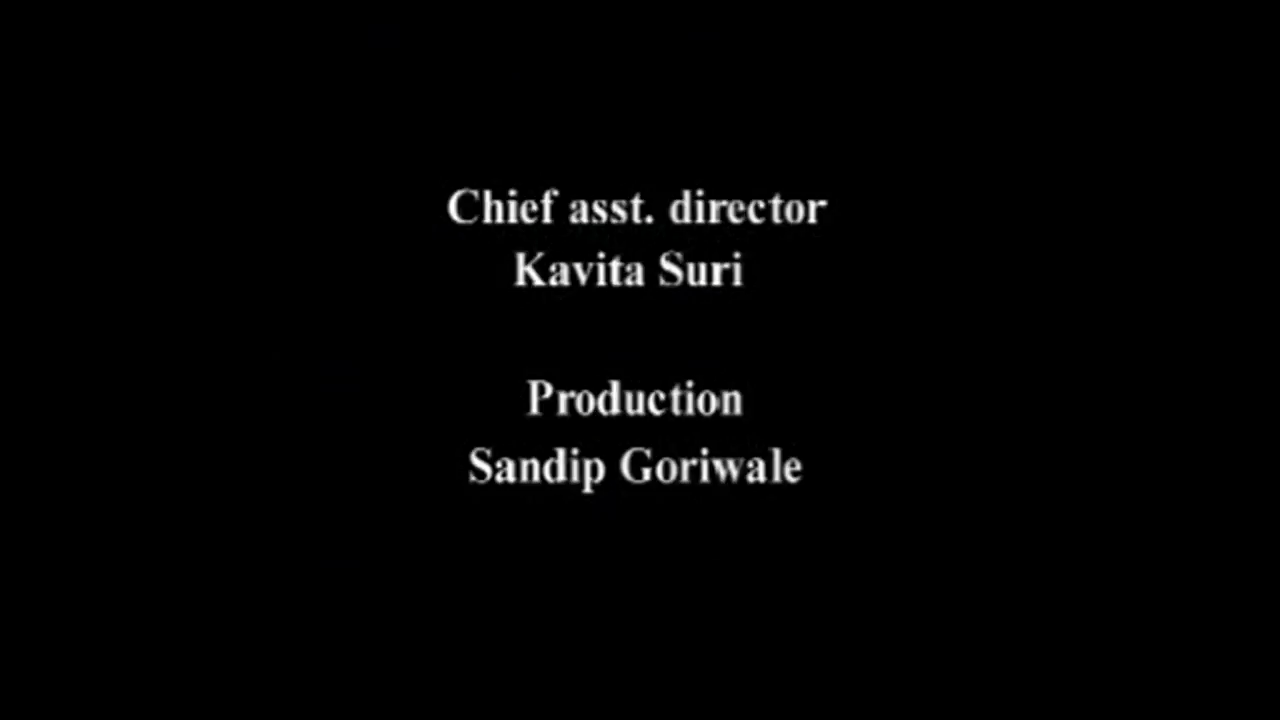 Chief asst. director
Kavita Suri
Production
Sandip Goriwale